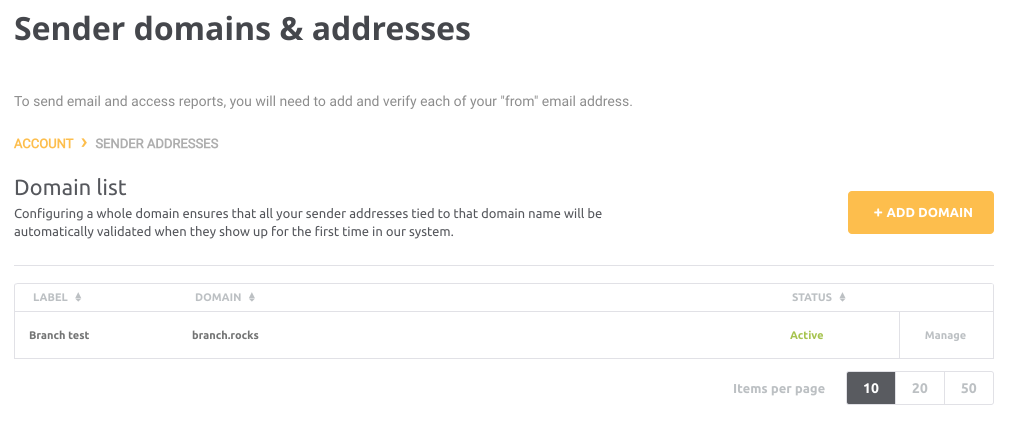 Sender domains & addresses
To send email and access reports, you will need to add and verify each of your "from" email address.
ACCOUNT › SENDER ADDRESSES
Domain list
Configuring a whole domain ensures that all your sender addresses tied to that domain name will be
automatically validated when they show up for the first time in our system.
+ ADD DOMAIN
LABEL DOMAIN STATUS
Branch test branch.rocks Active Manage
Items per page 10 20 50